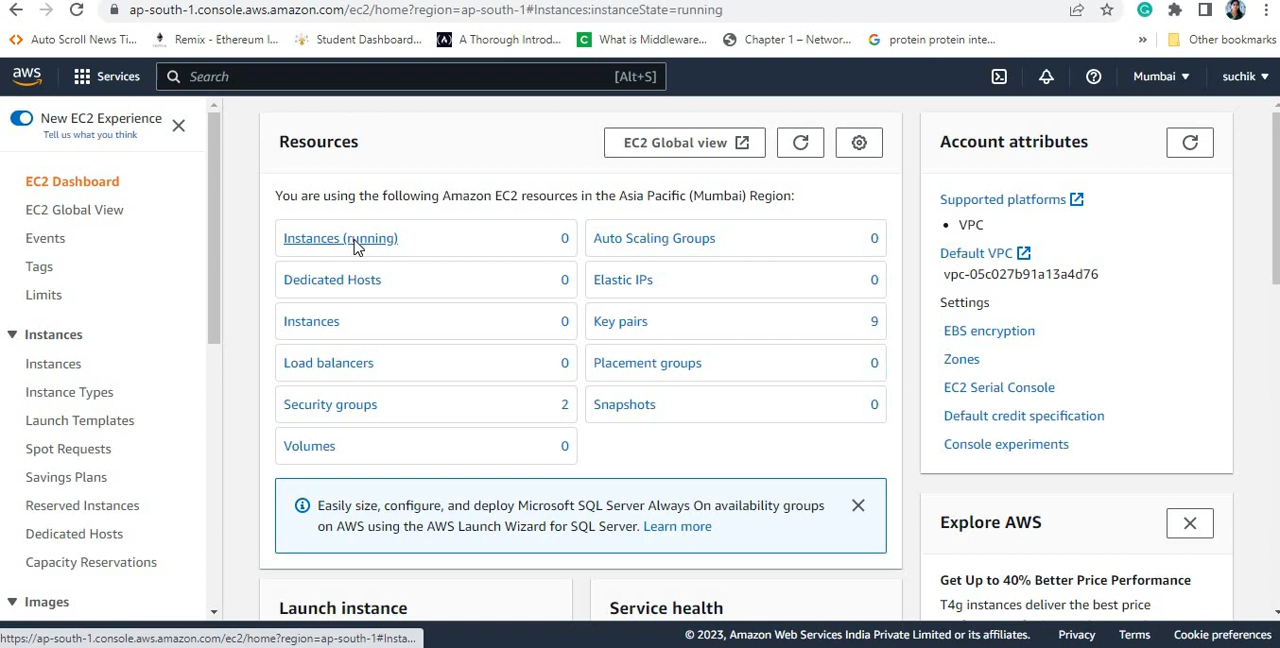 ap-south-1.console.aws.amazon.com/ec2/home?region=ap-south-1#Instances:instanceState=running
Auto Scroll News Ti...
Remix - Ethereum I...
Student Dashboard...
A Thorough Introd...
What is Middleware...
Chapter 1 – Networ...
protein protein inte...
»
Other bookmarks
aws
Services
Search
[Alt+S]
Mumbai
suchik
New EC2 Experience
Tell us what you think
EC2 Dashboard
EC2 Global View
Events
Tags
Limits
Instances
Instances
Instance Types
Launch Templates
Spot Requests
Savings Plans
Reserved Instances
Dedicated Hosts
Capacity Reservations
Images
Resources
EC2 Global view
You are using the following Amazon EC2 resources in the Asia Pacific (Mumbai) Region:
Instances (running) 0
Auto Scaling Groups 0
Dedicated Hosts 0
Elastic IPs 0
Instances 0
Key pairs 9
Load balancers 0
Placement groups 0
Security groups 2
Snapshots 0
Volumes 0
Easily size, configure, and deploy Microsoft SQL Server Always On availability groups
on AWS using the AWS Launch Wizard for SQL Server. Learn more
Launch instance
Service health
Account attributes
Supported platforms
• VPC
Default VPC
vpc-05c027b91a13a4d76
Settings
EBS encryption
Zones
EC2 Serial Console
Default credit specification
Console experiments
Explore AWS
Get Up to 40% Better Price Performance
T4g instances deliver the best price
https://ap-south-1.console.aws.amazon.com/ec2/home?region=ap-south-1#Insta...
© 2023, Amazon Web Services India Private Limited or its affiliates.
Privacy
Terms
Cookie preferences